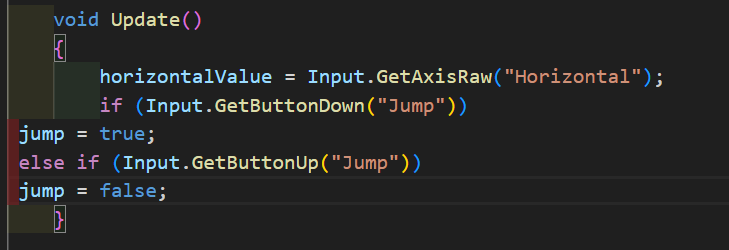 void Update()
{
horizontalValue = Input.GetAxisRaw("Horizontal");
if (Input.GetButtonDown("Jump"))
jump = true;
else if (Input.GetButtonUp("Jump"))
jump = false;
}